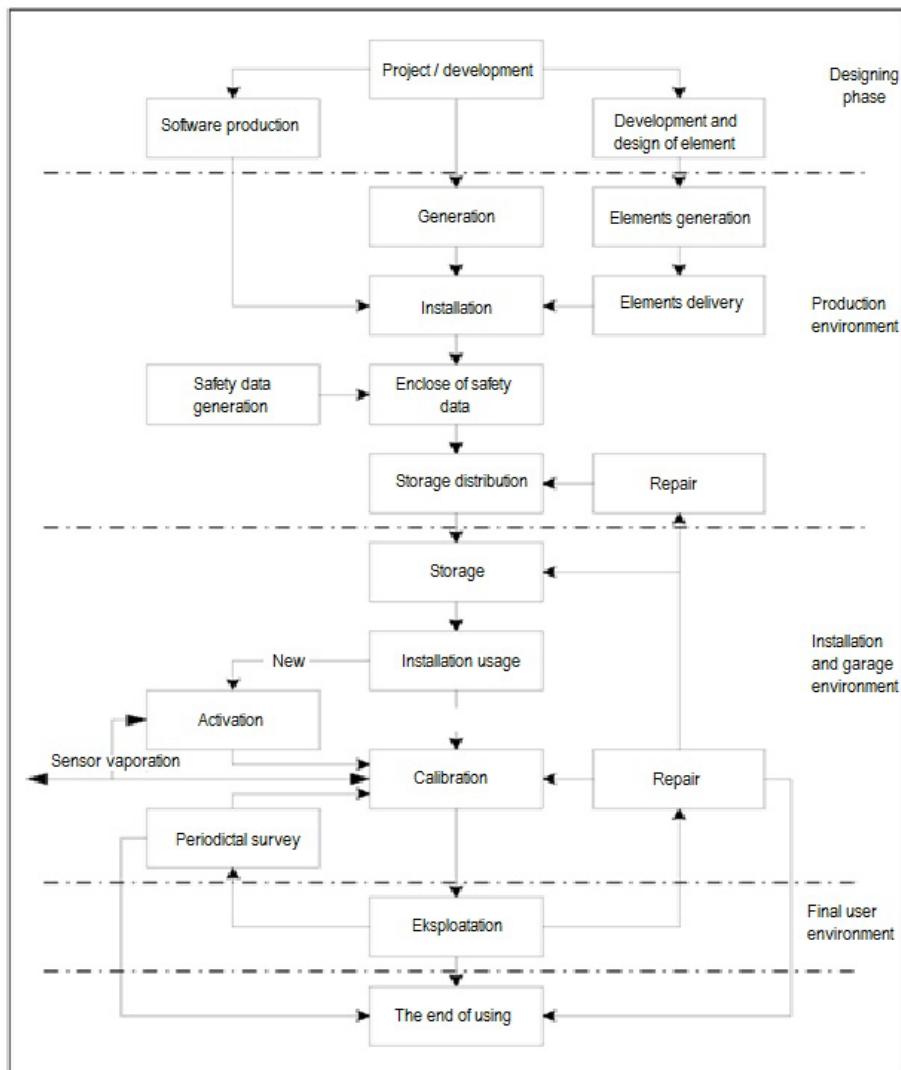 Project / development
Designing
phase
Software production
Development and
design of element
Generation
Elements generation
Installation
Elements delivery
Production
environment
Safety data
generation
Enclose of safety
data
Storage distribution
Repair
Storage
New
Installation usage
Installation
and garage
environment
Activation
Sensor vaporation
Calibration
Repair
Periodictal survey
Eksploatation
Final user
environment
The end of using